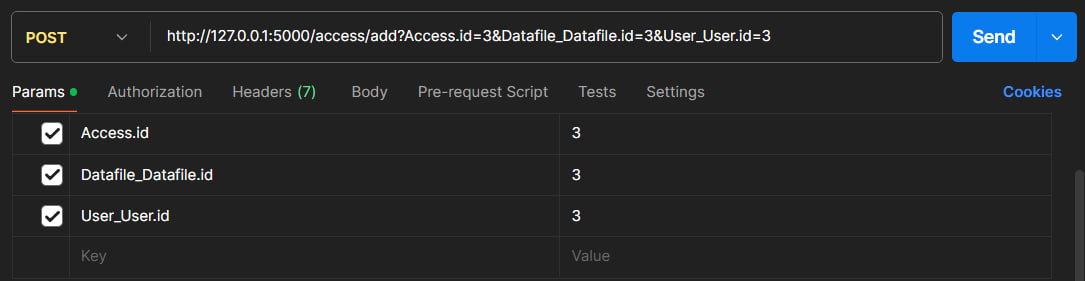 POST http://127.0.0.1:5000/access/add?Access.id=3&Datafile_Datafile.id=3&User_User.id=3 Send
Params Authorization Headers (7) Body Pre-request Script Tests Settings Cookies
Access.id 3
Datafile_Datafile.id 3
User_User.id 3
Key Value